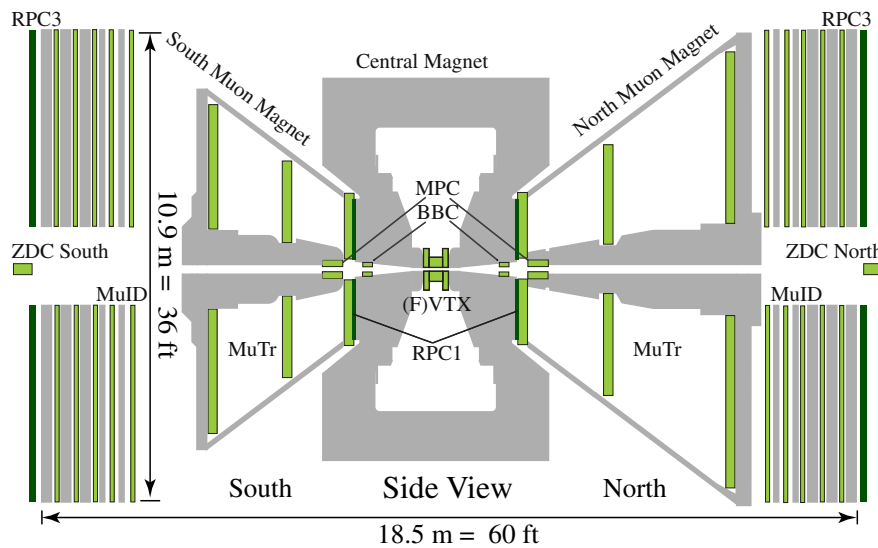 RPC3
RPC3
South Muon Magnet
Central Magnet
North Muon Magnet
MPC
BBC
10.9 m = 36 ft
ZDC South
ZDC North
MuID
(F)VTX
MuID
MuTr
RPC1
MuTr
South
Side View
North
18.5 m = 60 ft